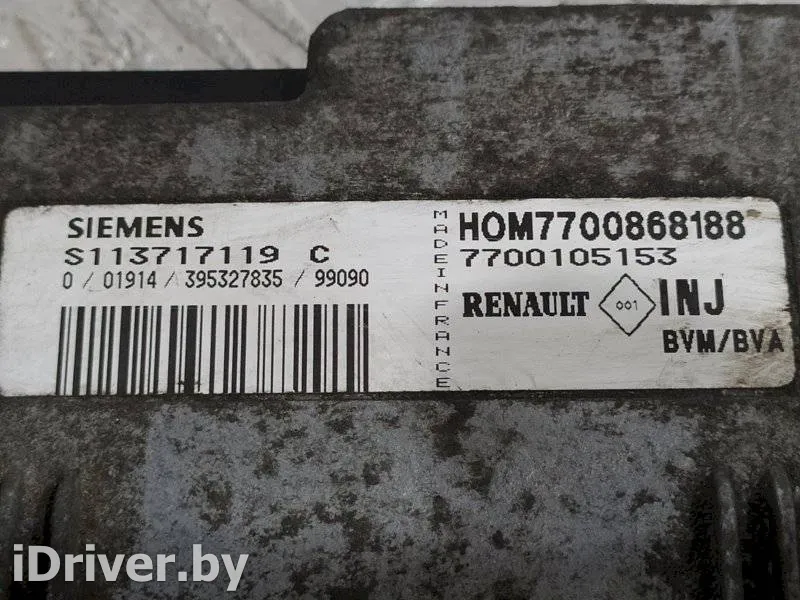 SIEMENS
S113717119 C
0 / 01914 / 395327835 / 99090
MADE IN FRANCE
HOM7700868188
7700105153
RENAULT 001 INJ
BVM/BVA
iDriver.by